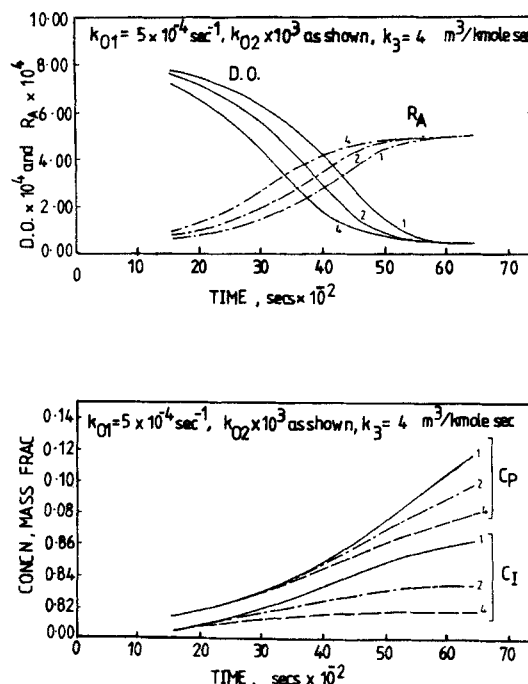 k01= 5×10-4 sec-1, k02 ×103 as shown, k3 = 4 m3/kmole sec
D.O.×104 and RA × 104
10·00
8·00
6·00
4·00
2·00
0·00
D.O.
RA
4
2
1
4
2
1
0 10 20 30 40 50 60 70
TIME , secs×10-2
k01=5 x 10-4 sec-1, k02 ×103 as shown, k3 = 4 m3/kmole sec
CONCN, MASS FRAC
0·14
0·12
0·10
0·08
0·84
0·82
0·00
1
2
4
CP
1
2
4
CI
0 10 20 30 40 50 60 70
TIME , secs × 10-2